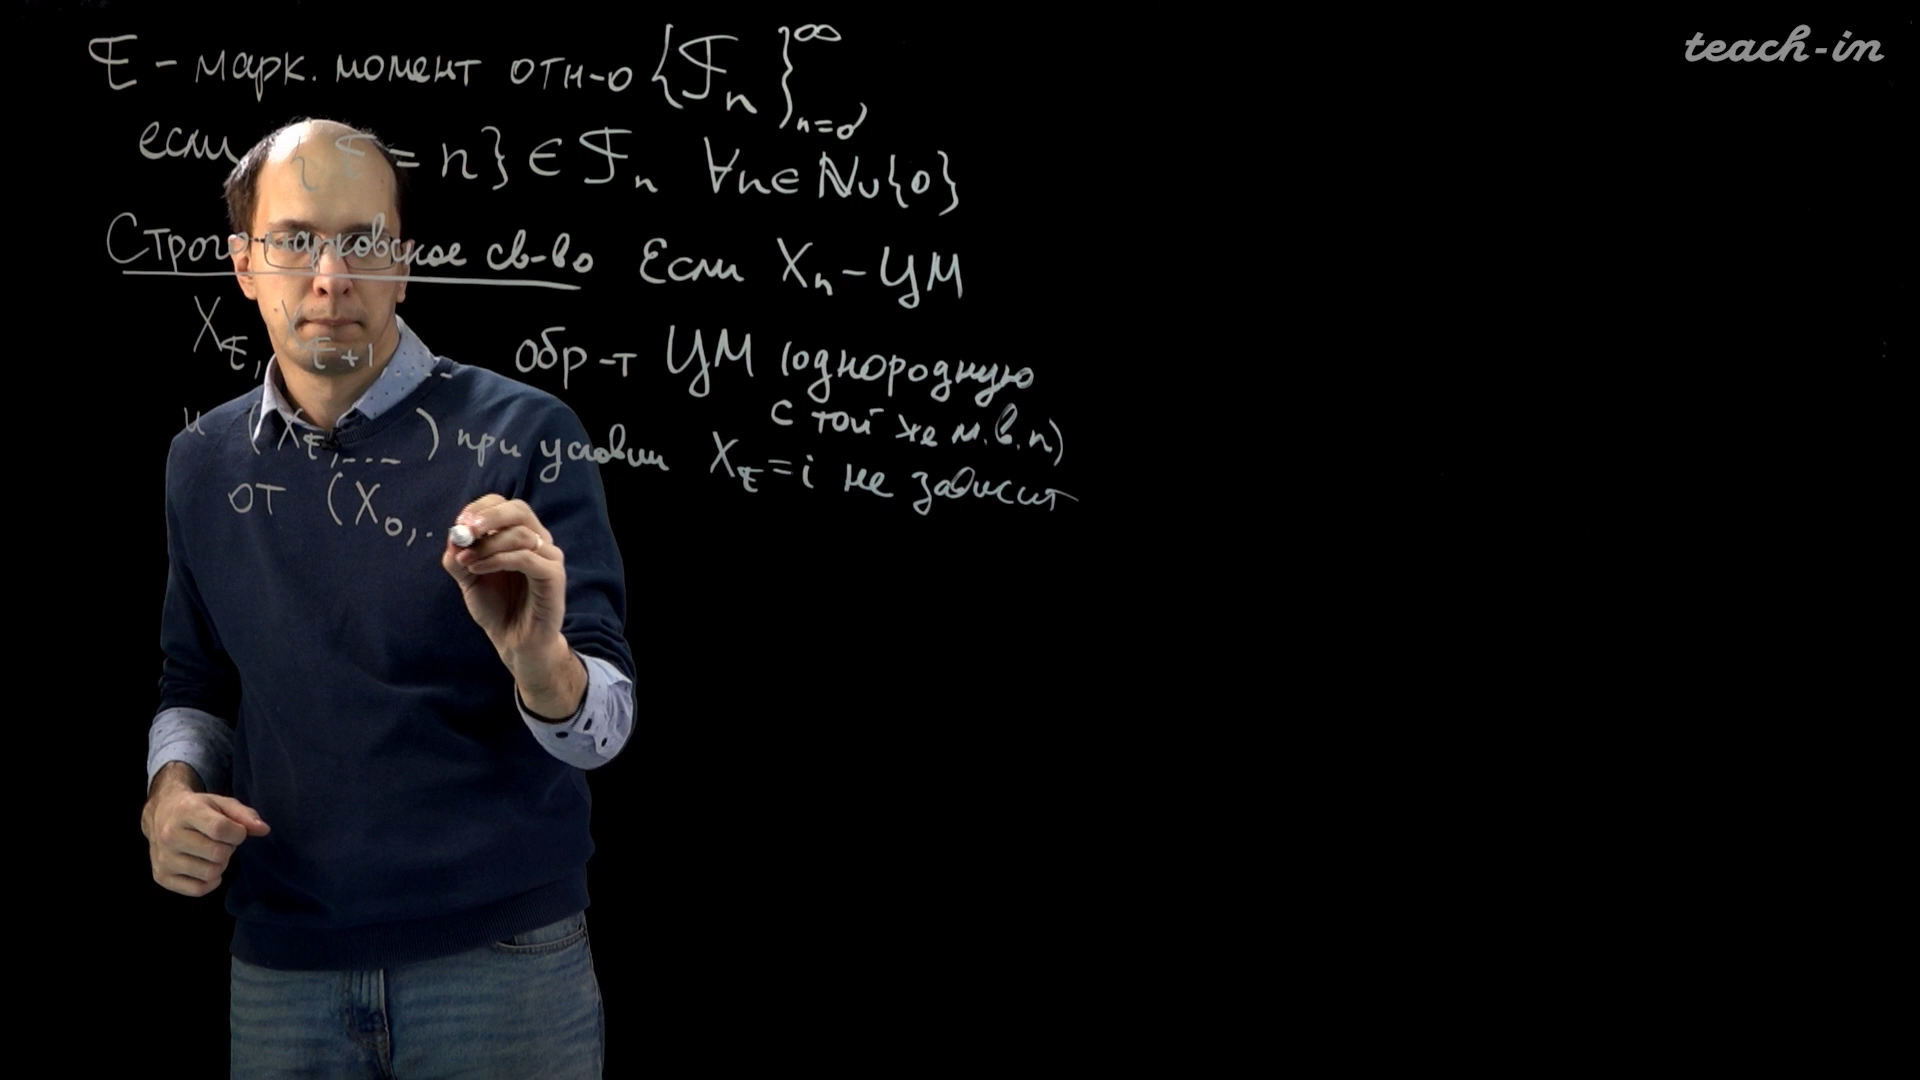 teach-in
τ - марк. момент отн-о {ℱₙ}ₙ₌₀^∞
если {τ = n} ∈ ℱₙ ∀n∈ ℕ∪{0}
Строго марковское св-во Если Xₙ - ЦМ
X_τ, X_τ+1, ... обр-т ЦМ (однородную
с той же м.в.п)
и (X_τ, ... ) при условии X_τ = i не зависит
от (X₀, .